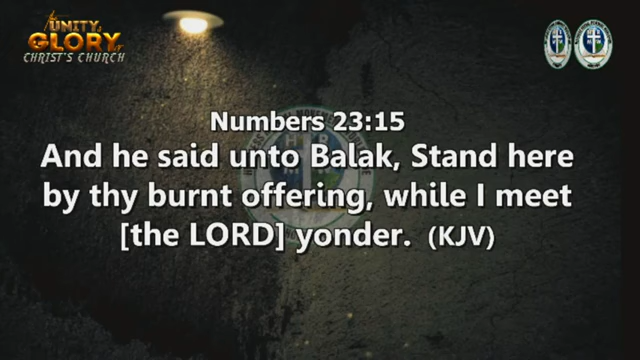 UNITY,
GLORY
CHRIST'S CHURCH
Numbers 23:15
And he said unto Balak, Stand here
by thy burnt offering, while I meet
[the LORD] yonder. (KJV)